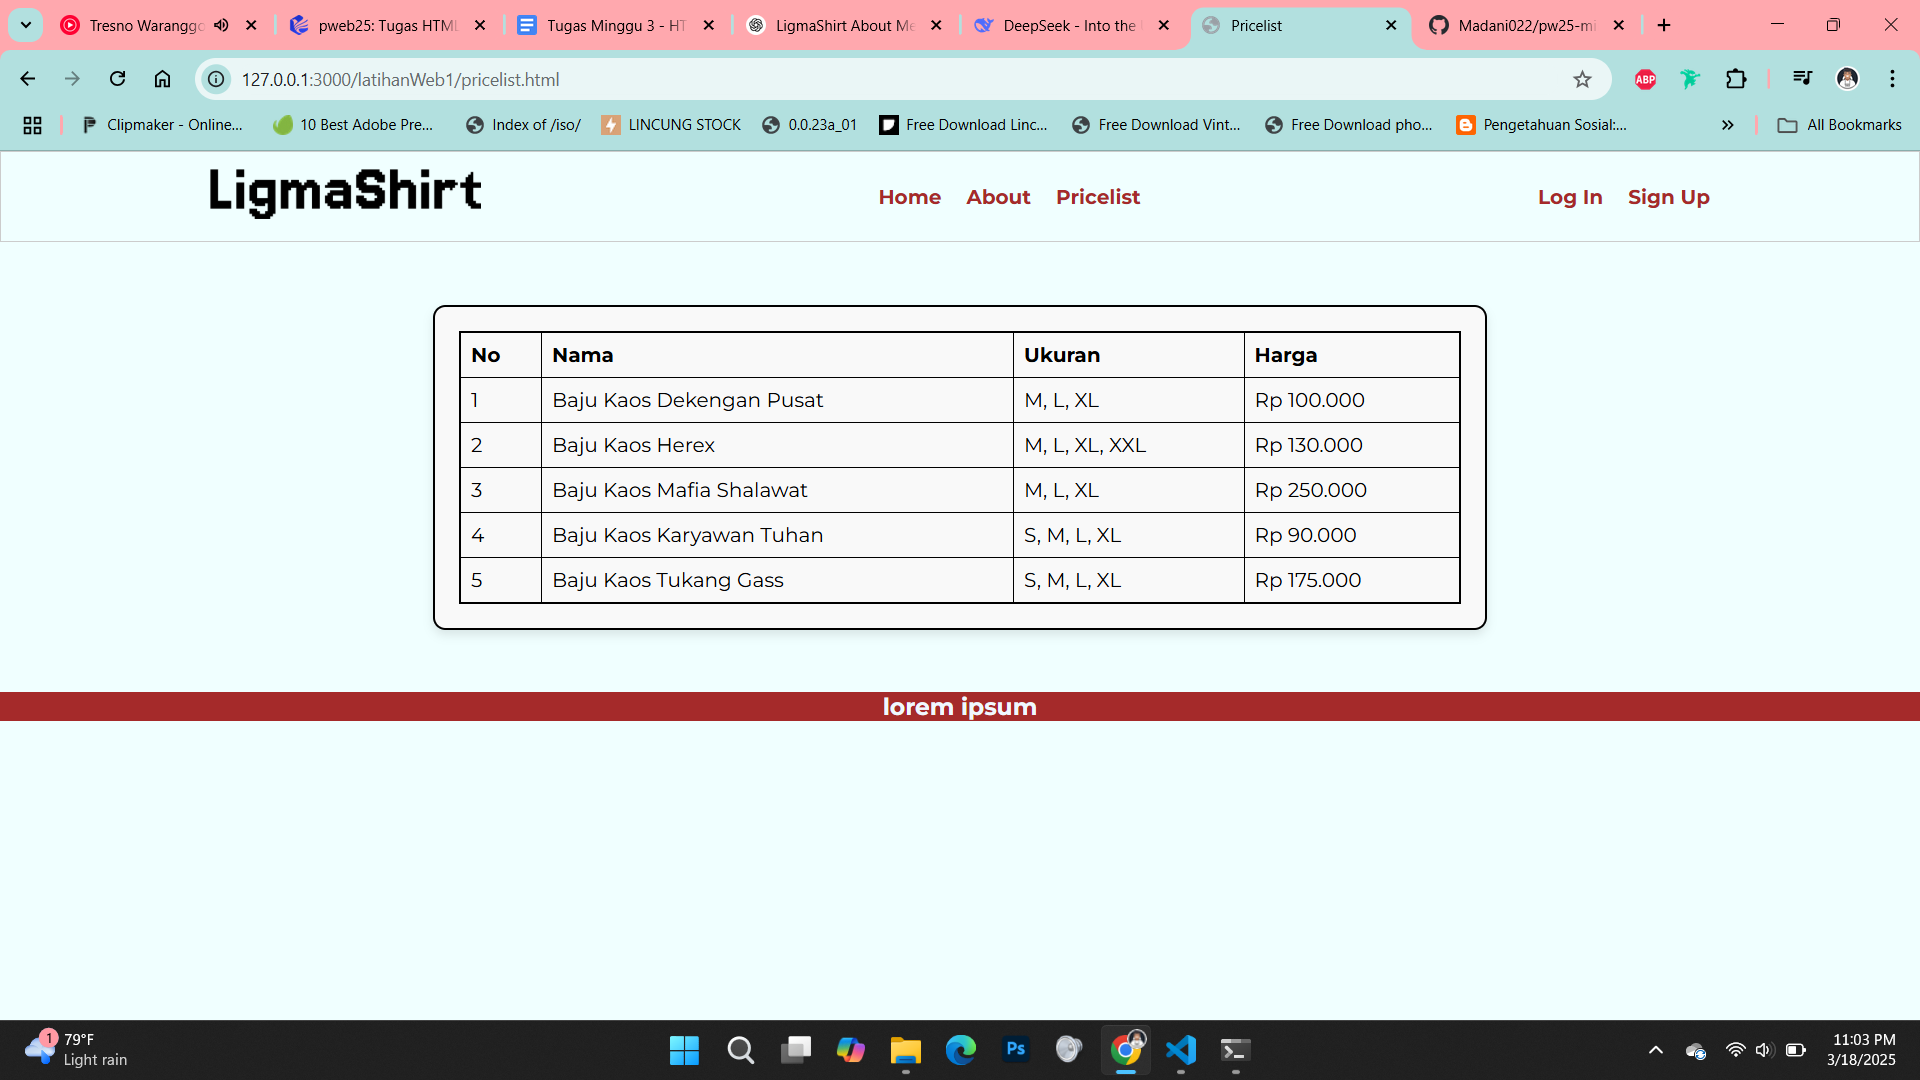 Tresno Waranggo
pweb25: Tugas HTML
Tugas Minggu 3 - HT
LigmaShirt About Me
DeepSeek - Into the
Pricelist
Madani022/pw25-mi
127.0.0.1:3000/latihanWeb1/pricelist.html
ABP
Clipmaker - Online...
10 Best Adobe Pre...
Index of /iso/
LINCUNG STOCK
0.0.23a_01
Free Download Linc...
Free Download Vint...
Free Download pho...
Pengetahuan Sosial:...
All Bookmarks
LigmaShirt
Home About Pricelist
Log In Sign Up
No Nama Ukuran Harga
1 Baju Kaos Dekengan Pusat M, L, XL Rp 100.000
2 Baju Kaos Herex M, L, XL, XXL Rp 130.000
3 Baju Kaos Mafia Shalawat M, L, XL Rp 250.000
4 Baju Kaos Karyawan Tuhan S, M, L, XL Rp 90.000
5 Baju Kaos Tukang Gass S, M, L, XL Rp 175.000
lorem ipsum
1
79°F
Light rain
Ps
11:03 PM
3/18/2025